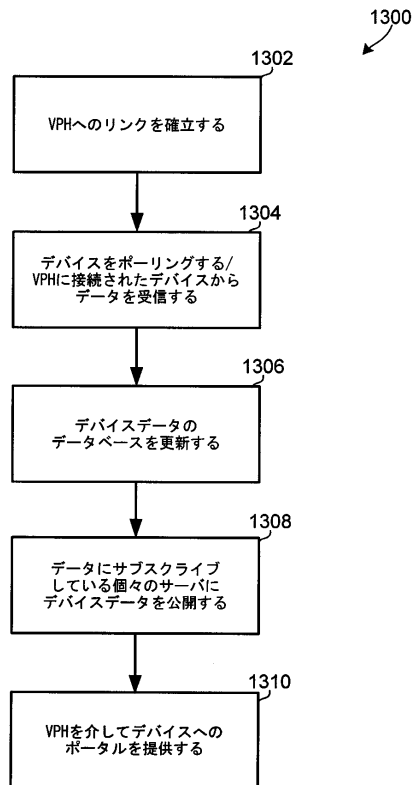 1300
1302
VPHへのリンクを確立する
1304
デバイスをポーリングする/
VPHに接続されたデバイスから
データを受信する
1306
デバイスデータの
データベースを更新する
1308
データにサブスクライブ
している個々のサーバに
デバイスデータを公開する
1310
VPHを介してデバイスへの
ポータルを提供する